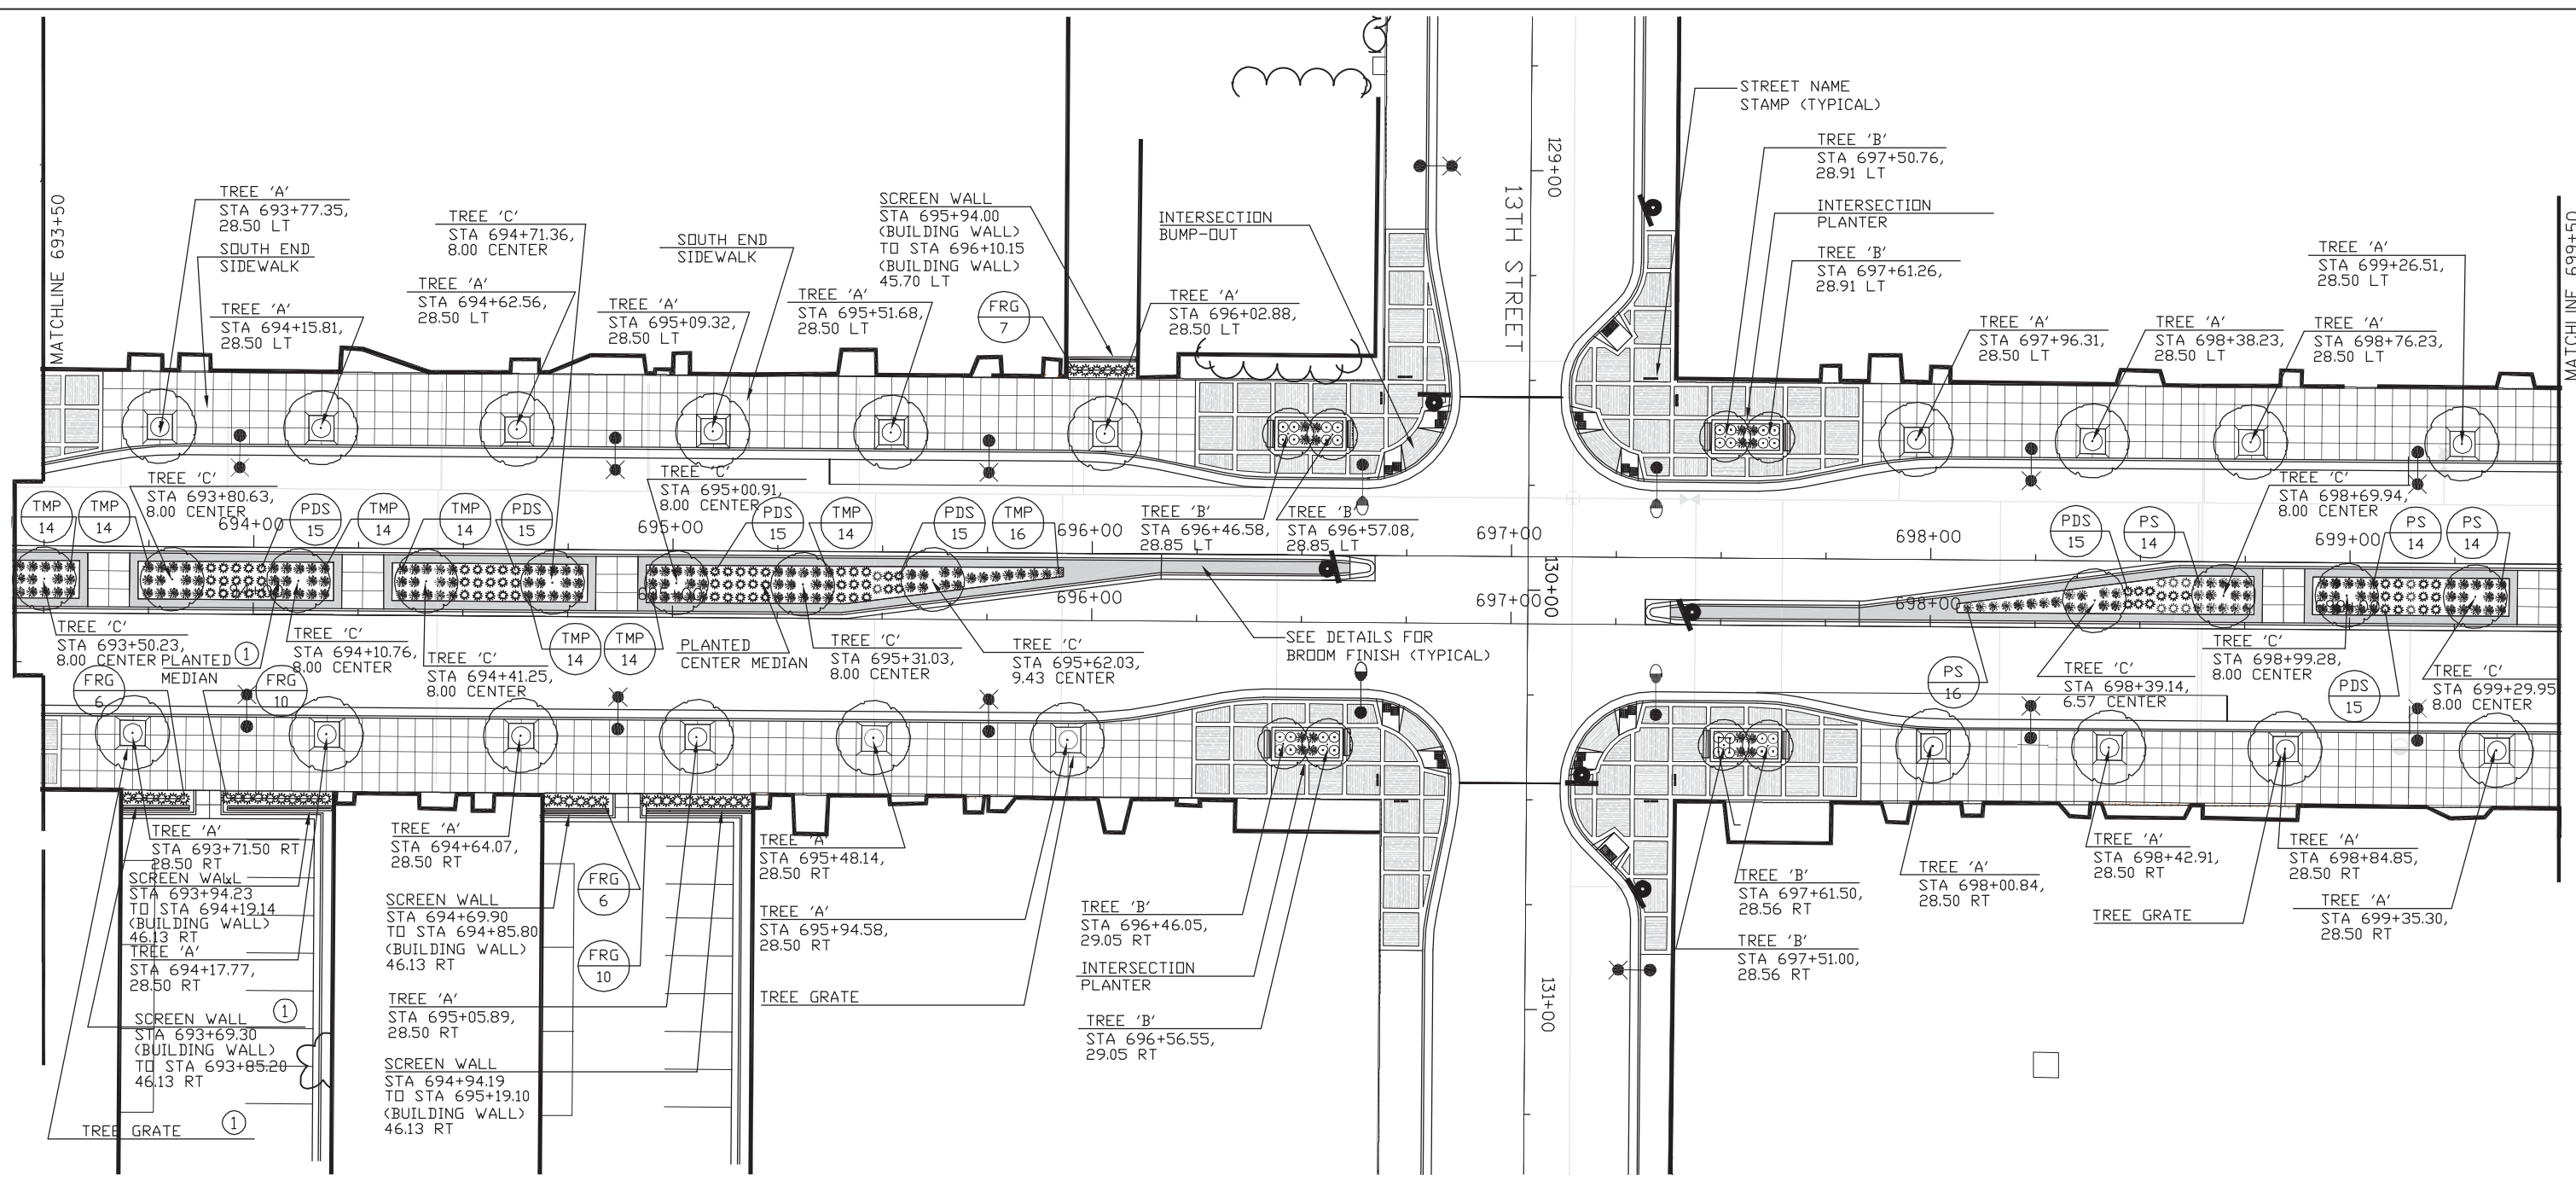 STREET NAME
STAMP (TYPICAL)
TREE 'B'
STA 697+50.76,
28.91 LT
INTERSECTION
PLANTER
TREE 'B'
STA 697+61.26,
28.91 LT
129+00
13TH STREET
MATCHLINE 693+50
MATCHLINE 699+50
TREE 'A'
STA 693+77.35,
28.50 LT
SOUTH END
SIDEWALK
TREE 'A'
STA 694+15.81,
28.50 LT
TREE 'C'
STA 694+71.36,
8.00 CENTER
TREE 'A'
STA 694+62.56,
28.50 LT
SOUTH END
SIDEWALK
TREE 'A'
STA 695+09.32,
28.50 LT
TREE 'A'
STA 695+51.68,
28.50 LT
SCREEN WALL
STA 695+94.00
(BUILDING WALL)
TO STA 696+10.15
(BUILDING WALL)
45.70 LT
FRG
7
INTERSECTION
BUMP-OUT
TREE 'A'
STA 696+02.88,
28.50 LT
TREE 'A'
STA 697+96.31,
28.50 LT
TREE 'A'
STA 698+38.23,
28.50 LT
TREE 'A'
STA 698+76.23,
28.50 LT
TREE 'A'
STA 699+26.51,
28.50 LT
TREE 'C'
STA 693+80.63,
8.00 CENTER
TREE 'C'
STA 695+00.91,
8.00 CENTER
TREE 'B'
STA 696+46.58,
28.85 LT
TREE 'B'
STA 696+57.08,
28.85 LT
TREE 'C'
STA 698+69.94,
8.00 CENTER
TMP
14
TMP
14
694+00
PDS
15
TMP
14
TMP
14
PDS
15
695+00
PDS
15
TMP
14
PDS
15
TMP
16
696+00
697+00
698+00
PDS
15
PS
14
699+00
PS
14
PS
14
696+00
697+00
130+00
698+00
TREE 'C'
STA 693+50.23,
8.00 CENTER
PLANTED
MEDIAN
1
TREE 'C'
STA 694+10.76,
8.00 CENTER
TREE 'C'
STA 694+41.25,
8.00 CENTER
TMP
14
TMP
14
PLANTED
CENTER MEDIAN
TREE 'C'
STA 695+31.03,
8.00 CENTER
TREE 'C'
STA 695+62.03,
9.43 CENTER
SEE DETAILS FOR
BROOM FINISH (TYPICAL)
PS
16
TREE 'C'
STA 698+39.14,
6.57 CENTER
TREE 'C'
STA 698+99.28,
8.00 CENTER
PDS
15
TREE 'C'
STA 699+29.95,
8.00 CENTER
FRG
6
FRG
10
TREE 'A'
STA 693+71.50 RT
28.50 RT
SCREEN WALL
STA 693+94.23
TO STA 694+19.14
(BUILDING WALL)
46.13 RT
TREE 'A'
STA 694+17.77,
28.50 RT
1
SCREEN WALL
STA 693+69.30
(BUILDING WALL)
TO STA 693+85.20
46.13 RT
TREE GRATE
1
TREE 'A'
STA 694+64.07,
28.50 RT
SCREEN WALL
STA 694+69.90
TO STA 694+85.80
(BUILDING WALL)
46.13 RT
TREE 'A'
STA 695+05.89,
28.50 RT
SCREEN WALL
STA 694+94.19
TO STA 695+19.10
(BUILDING WALL)
46.13 RT
FRG
6
FRG
10
TREE 'A'
STA 695+48.14,
28.50 RT
TREE 'A'
STA 695+94.58,
28.50 RT
TREE GRATE
TREE 'B'
STA 696+46.05,
29.05 RT
INTERSECTION
PLANTER
TREE 'B'
STA 696+56.55,
29.05 RT
131+00
TREE 'B'
STA 697+61.50,
28.56 RT
TREE 'B'
STA 697+51.00,
28.56 RT
TREE 'A'
STA 698+00.84,
28.50 RT
TREE 'A'
STA 698+42.91,
28.50 RT
TREE GRATE
TREE 'A'
STA 698+84.85,
28.50 RT
TREE 'A'
STA 699+35.30,
28.50 RT